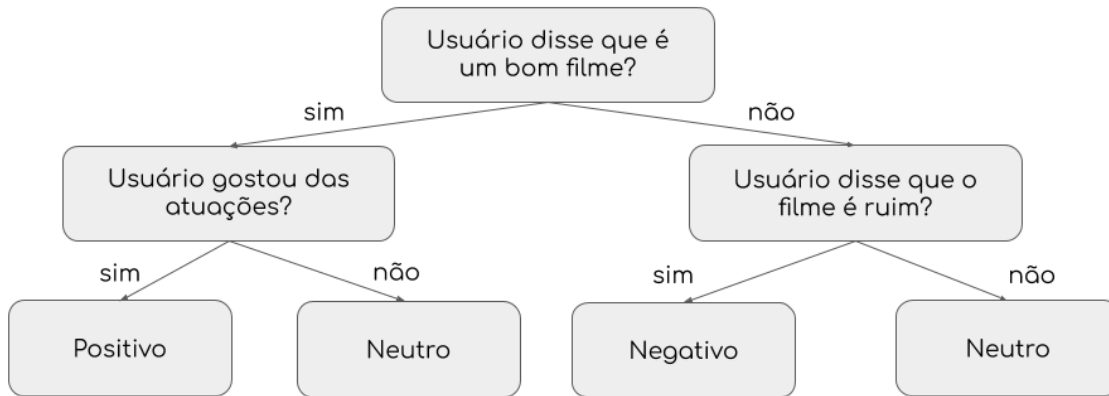 Usuário disse que é
um bom filme?
sim
não
Usuário gostou das
atuações?
Usuário disse que o
filme é ruim?
sim
não
sim
não
Positivo
Neutro
Negativo
Neutro